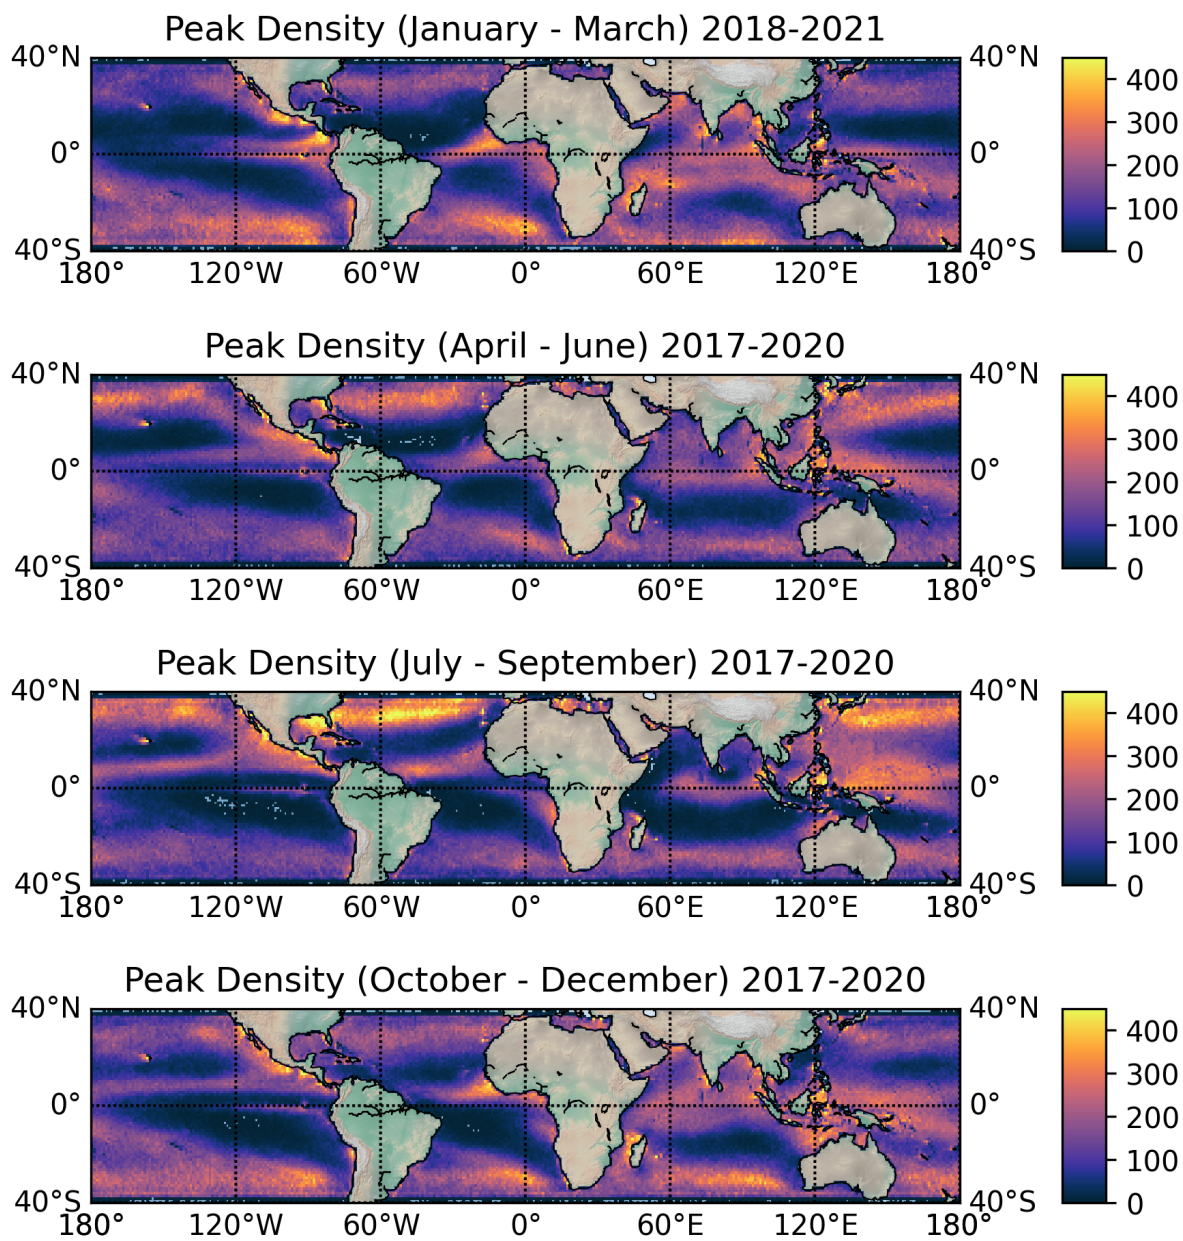 Peak Density (January - March) 2018-2021
40°N 40°N 400
300
0° 0° 200
100
40°S 40°S 0
180° 120°W 60°W 0° 60°E 120°E 180°
Peak Density (April - June) 2017-2020
40°N 40°N 400
300
0° 0° 200
100
40°S 40°S 0
180° 120°W 60°W 0° 60°E 120°E 180°
Peak Density (July - September) 2017-2020
40°N 40°N 400
300
0° 0° 200
100
40°S 40°S 0
180° 120°W 60°W 0° 60°E 120°E 180°
Peak Density (October - December) 2017-2020
40°N 40°N 400
300
0° 0° 200
100
40°S 40°S 0
180° 120°W 60°W 0° 60°E 120°E 180°